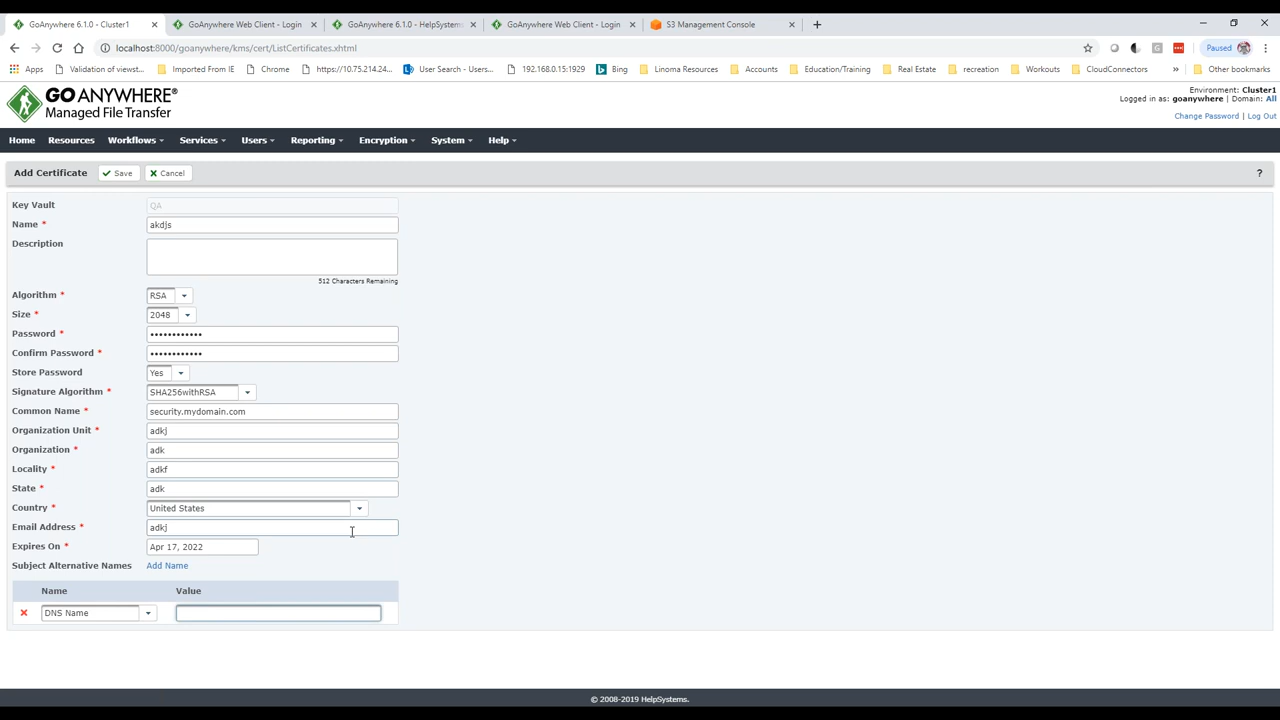 GoAnywhere 6.1.0 - Cluster1
GoAnywhere Web Client - Login
GoAnywhere 6.1.0 - HelpSystems
GoAnywhere Web Client - Login
S3 Management Console
localhost:8000/goanywhere/kms/cert/ListCertificates.xhtml
Paused
Apps
Validation of viewst...
Imported From IE
Chrome
https://10.75.214.24...
User Search - Users...
192.168.0.15:1929
Bing
Linoma Resources
Accounts
Education/Training
Real Estate
recreation
Workouts
CloudConnectors
Other bookmarks
GO ANYWHERE®
Managed File Transfer
Environment: Cluster1
Logged in as: goanywhere | Domain: All
Change Password | Log Out
Home Resources Workflows Services Users Reporting Encryption System Help
Add Certificate Save Cancel ?
Key Vault QA
Name * akdjs
Description
512 Characters Remaining
Algorithm * RSA
Size * 2048
Password * ••••••••••••
Confirm Password * ••••••••••••
Store Password Yes
Signature Algorithm * SHA256withRSA
Common Name * security.mydomain.com
Organization Unit * adkj
Organization * adk
Locality * adkf
State * adk
Country * United States
Email Address * adkj
Expires On * Apr 17, 2022
Subject Alternative Names Add Name
Name Value
DNS Name
© 2008-2019 HelpSystems.